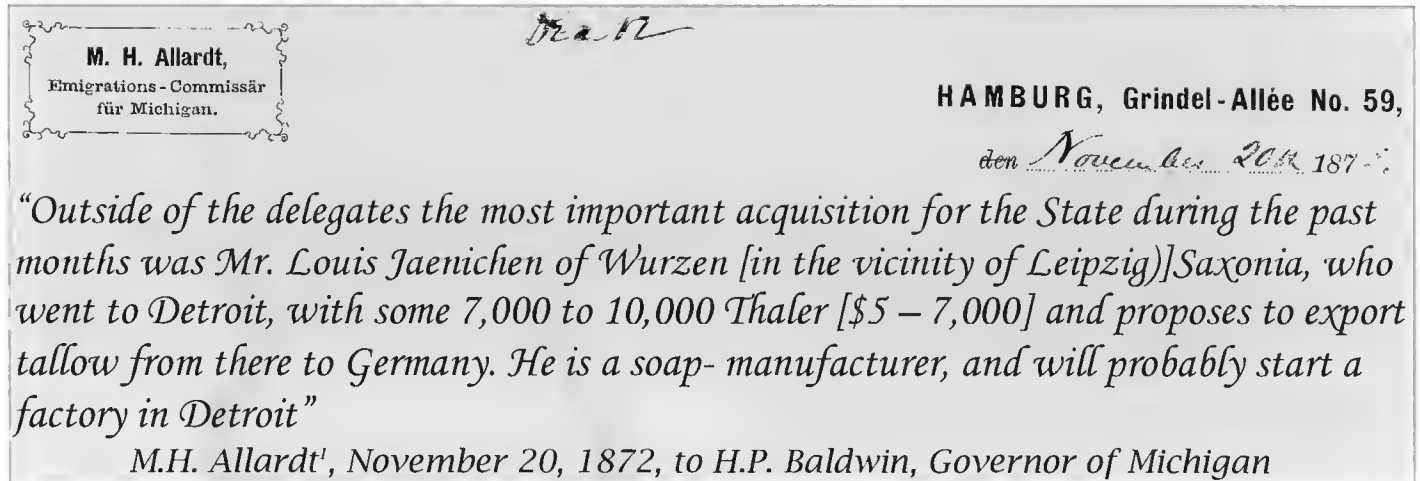 M. H. Allardt,
Emigrations - Commissär
für Michigan.
HAMBURG, Grindel - Allée No. 59,
den November 20th 187
“Outside of the delegates the most important acquisition for the State during the past
months was Mr. Louis Jaenichen of Wurzen [in the vicinity of Leipzig)]Saxonia, who
went to Detroit, with some 7,000 to 10,000 Thaler [$5 – 7,000] and proposes to export
tallow from there to Germany. He is a soap- manufacturer, and will probably start a
factory in Detroit”
M.H. Allardt¹, November 20, 1872, to H.P. Baldwin, Governor of Michigan